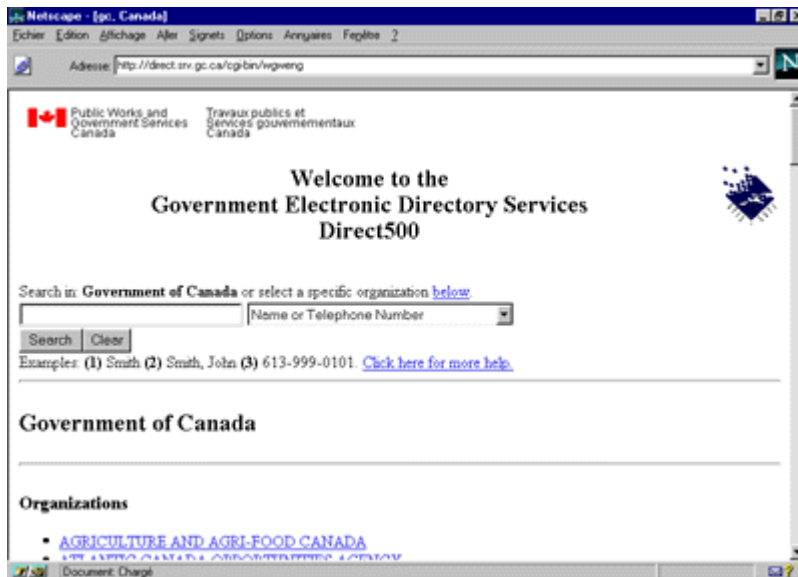 Netscape - [gc, Canada]
Fichier Edition Affichage Aller Signets Options Annuaires Fenêtre ?
Adresse: http://direct.srv.gc.ca/cgi-bin/wgweng
N
Public Works and Government Services Canada
Travaux publics et Services gouvernementaux Canada
Welcome to the
Government Electronic Directory Services
Direct500
Search in: Government of Canada or select a specific organization below.
Name or Telephone Number
Search Clear
Examples: (1) Smith (2) Smith, John (3) 613-999-0101. Click here for more help.
Government of Canada
Organizations
• AGRICULTURE AND AGRI-FOOD CANADA
• ATLANTIC CANADA OPPORTUNITIES AGENCY
Document: Chargé